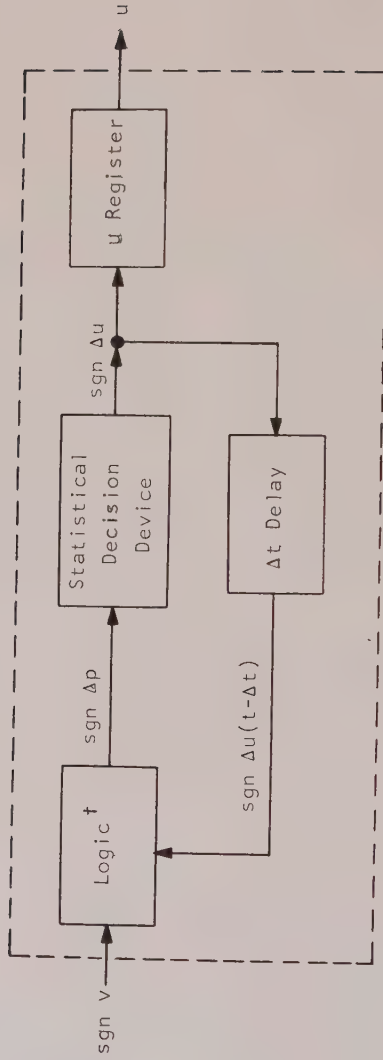 sgn v
Logic †
sgn Δp
Statistical
Decision
Device
sgn Δu
u Register
u
Δt Delay
sgn Δu(t-Δt)